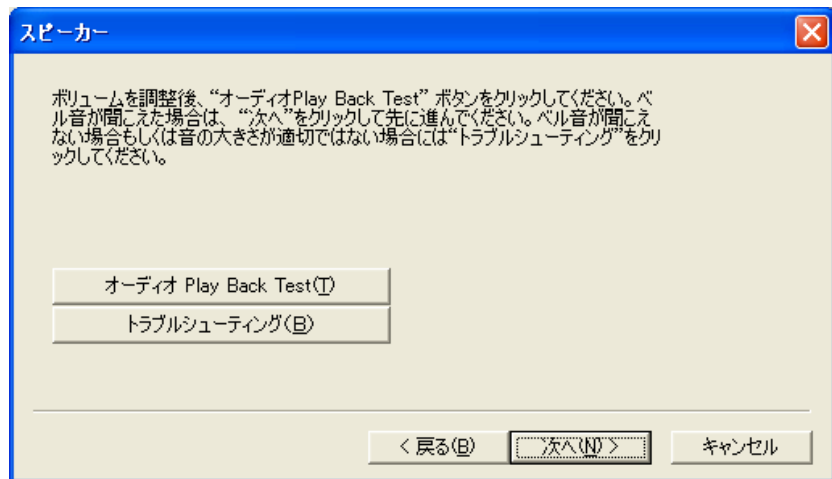 スピーカー
ボリュームを調整後、“オーディオPlay Back Test” ボタンをクリックしてください。ベ
ル音が聞こえた場合は、 “次へ”をクリックして先に進んでください。ベル音が聞こえ
ない場合もしくは音の大きさが適切ではない場合には“トラブルシューティング”をクリ
ックしてください。
オーディオ Play Back Test(T)
トラブルシューティング(B)
< 戻る(B)
次へ(N) >
キャンセル